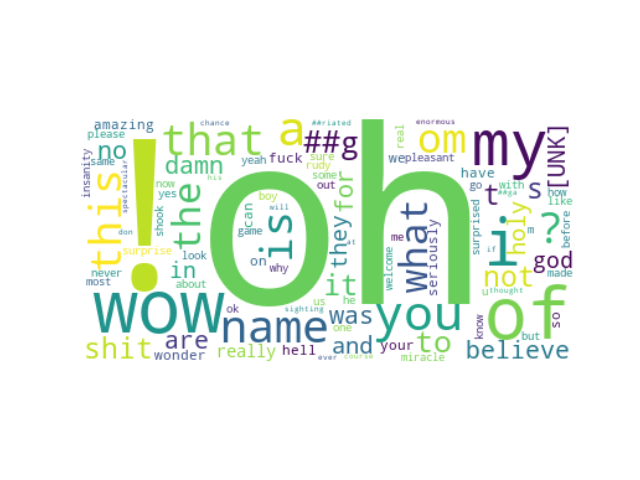 amazing
chance
##riated
enormous
please
no
that
a
##g
real
om
my
[UNK]
same
damn
yeah
fuck
sure
rudy
we
pleasant
insanity
spectacular
this
!
now
yes
shook
the
can
boy
out
some
for
they
have
t
s
how
like
go
with
##ga
oh
his
will
game
is
what
seriously
me
i
m
holy
?
before
surprise
don
look
in
on
why
at
it
welcome
surprised
if
not
god
made
never
most
about
us
he
u
thought
wow
ok
name
sighting
was
you
of
so
one
know
but
shit
are
wonder
really
hell
and
your
to
believe
ever
course
miracle